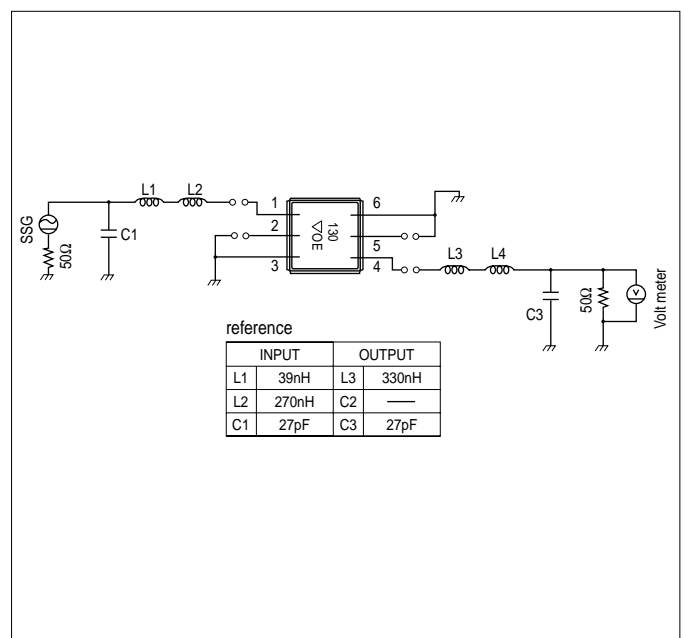 L1 L2
1 6
SSG
50Ω
C1
2
130
▽OE
5
3 4
L3 L4
C3
50Ω
V
Volt meter
reference
INPUT OUTPUT
L1 39nH L3 330nH
L2 270nH C2 —
C1 27pF C3 27pF